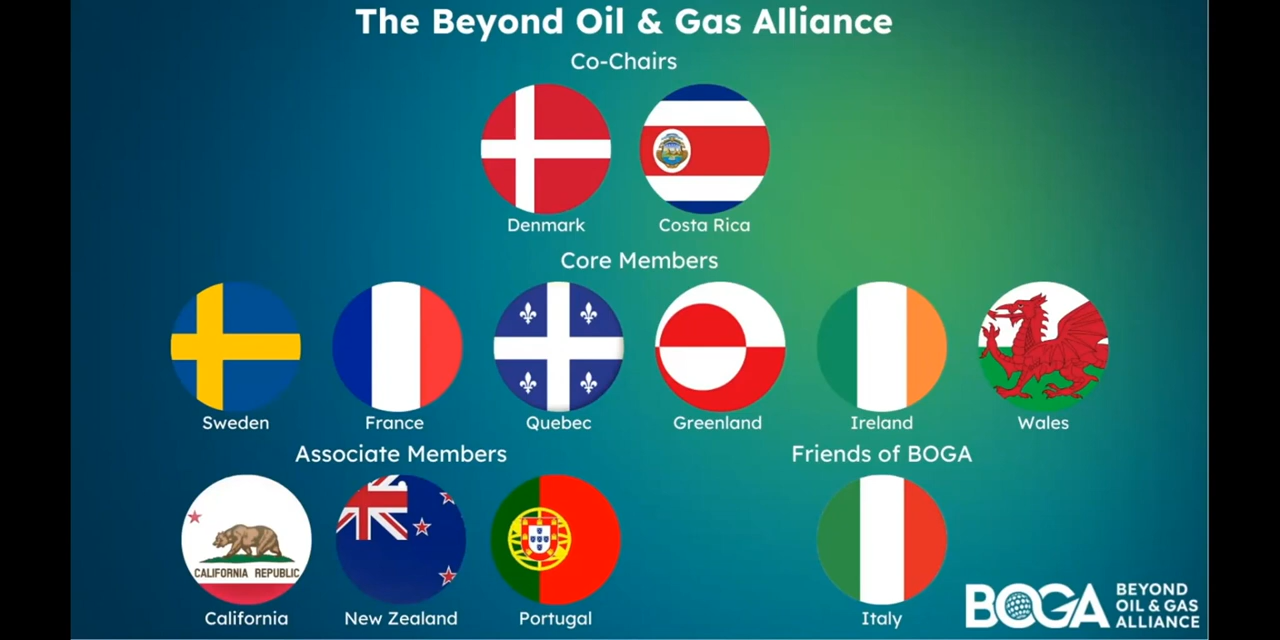 The Beyond Oil & Gas Alliance
Co-Chairs
Denmark
Costa Rica
Core Members
Sweden
France
Quebec
Greenland
Ireland
Wales
Associate Members
Friends of BOGA
CALIFORNIA REPUBLIC
California
New Zealand
Portugal
Italy
BOGA
BEYOND
OIL & GAS
ALLIANCE